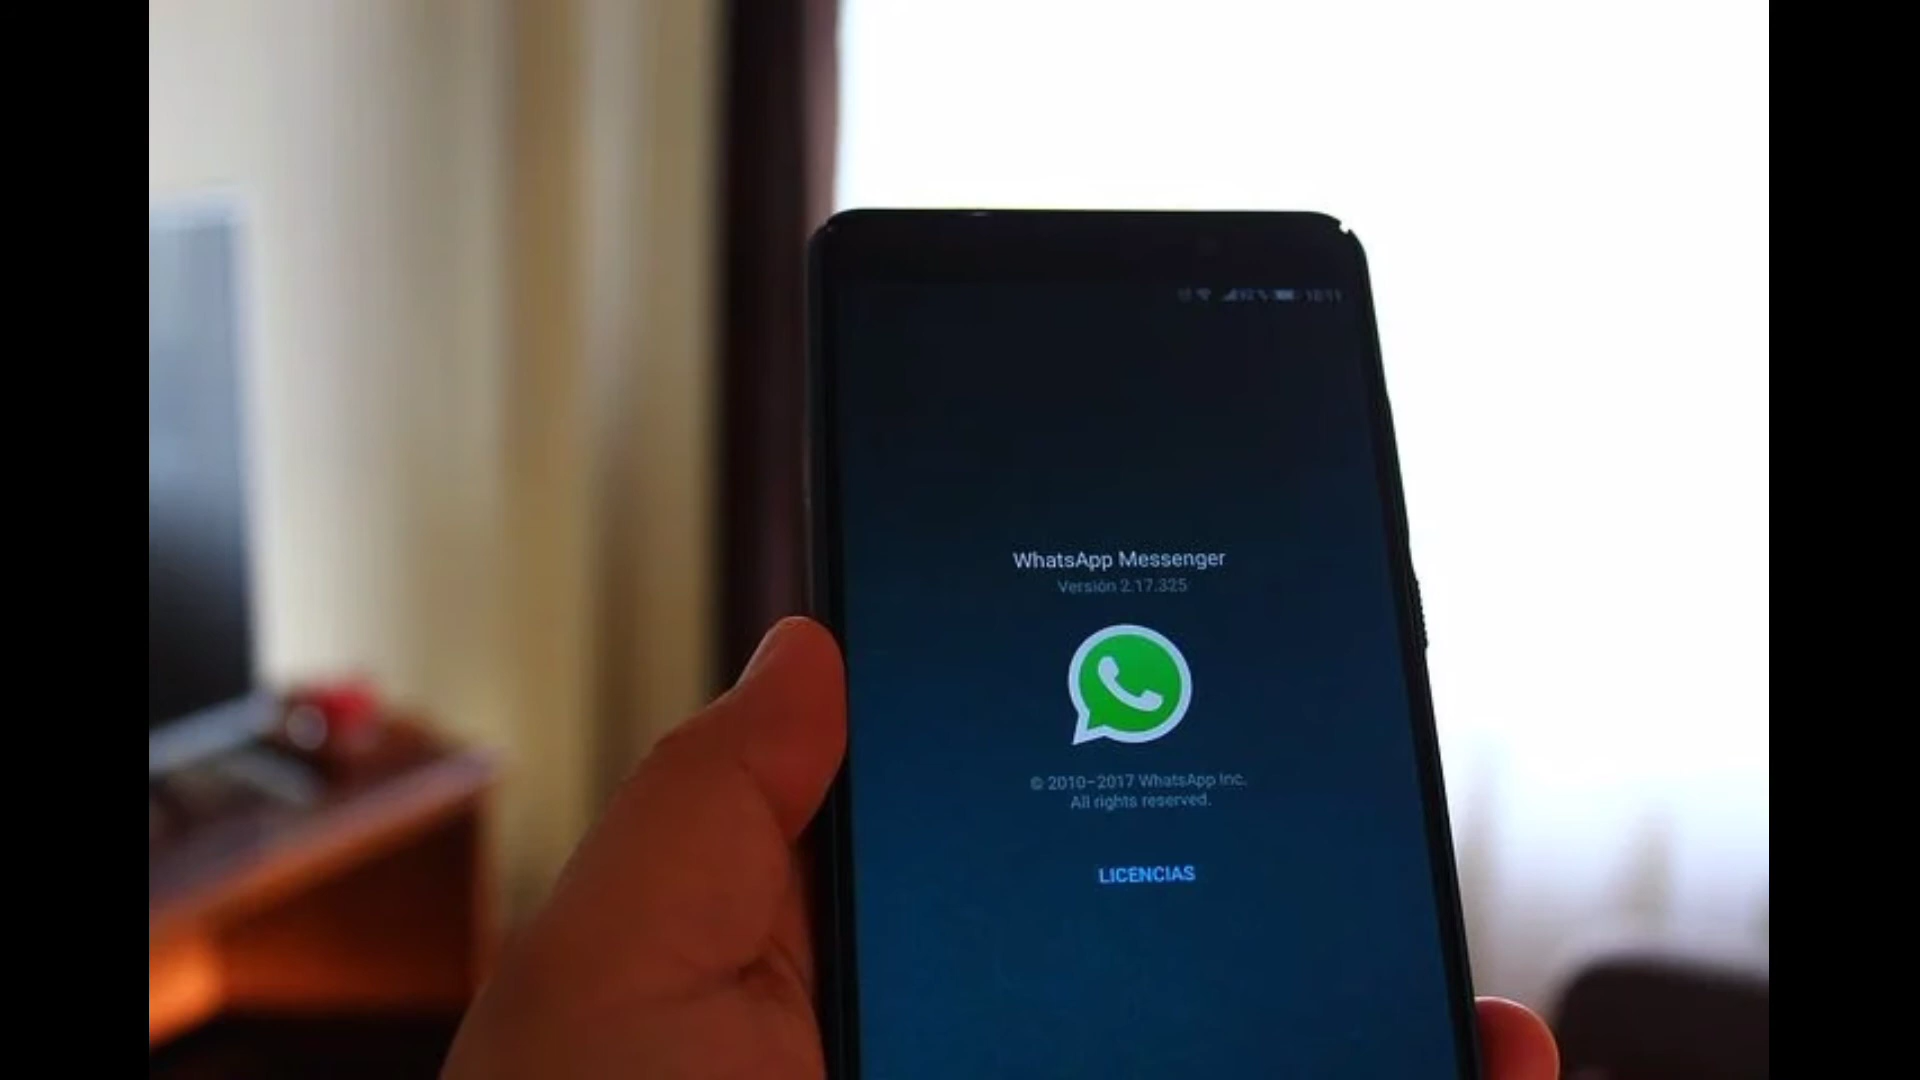 WhatsApp Messenger
Versión 2.17.325
© 2010–2017 WhatsApp Inc.
All rights reserved.
LICENCIAS